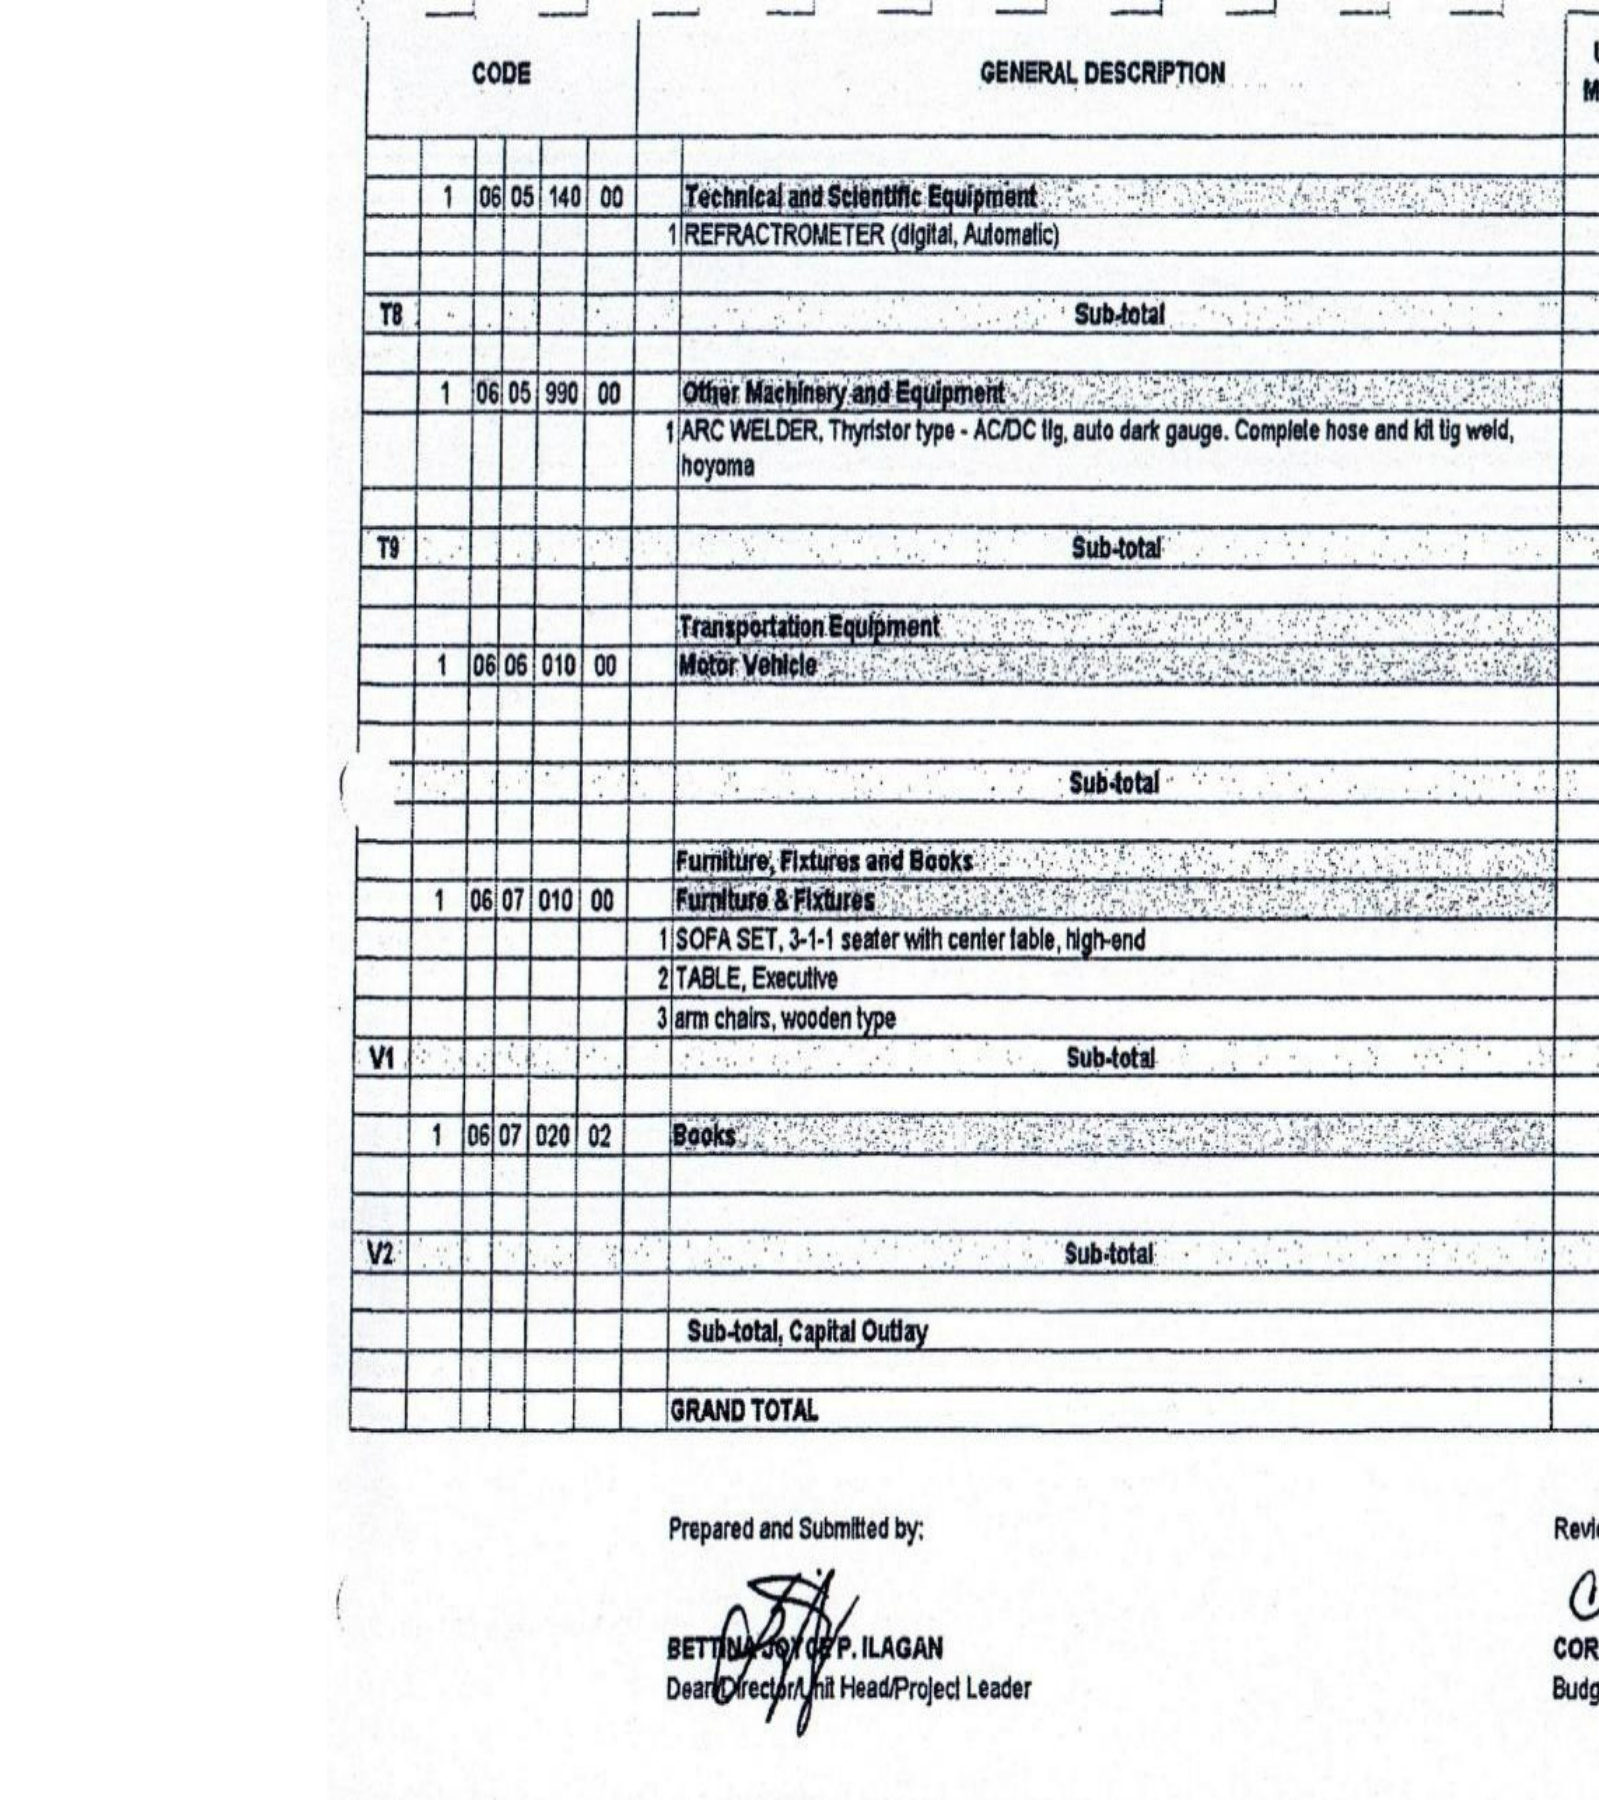 CODE GENERAL DESCRIPTION
1 06 05 140 00 Technical and Scientific Equipment
1 REFRACTROMETER (digital, Automatic)
T8 Sub-total
1 06 05 990 00 Other Machinery and Equipment
1 ARC WELDER, Thyristor type - AC/DC tig, auto dark gauge. Complete hose and kit tig weld,
hoyoma
T9 Sub-total
Transportation Equipment
1 06 06 010 00 Motor Vehicle
Sub-total
Furniture, Fixtures and Books
1 06 07 010 00 Furniture & Fixtures
1 SOFA SET, 3-1-1 seater with center table, high-end
2 TABLE, Executive
3 arm chairs, wooden type
V1 Sub-total
1 06 07 020 02 Books
V2 Sub-total
Sub-total, Capital Outlay
GRAND TOTAL
Prepared and Submitted by:
BETTINA JOYCE P. ILAGAN
Dean/Director/Unit Head/Project Leader